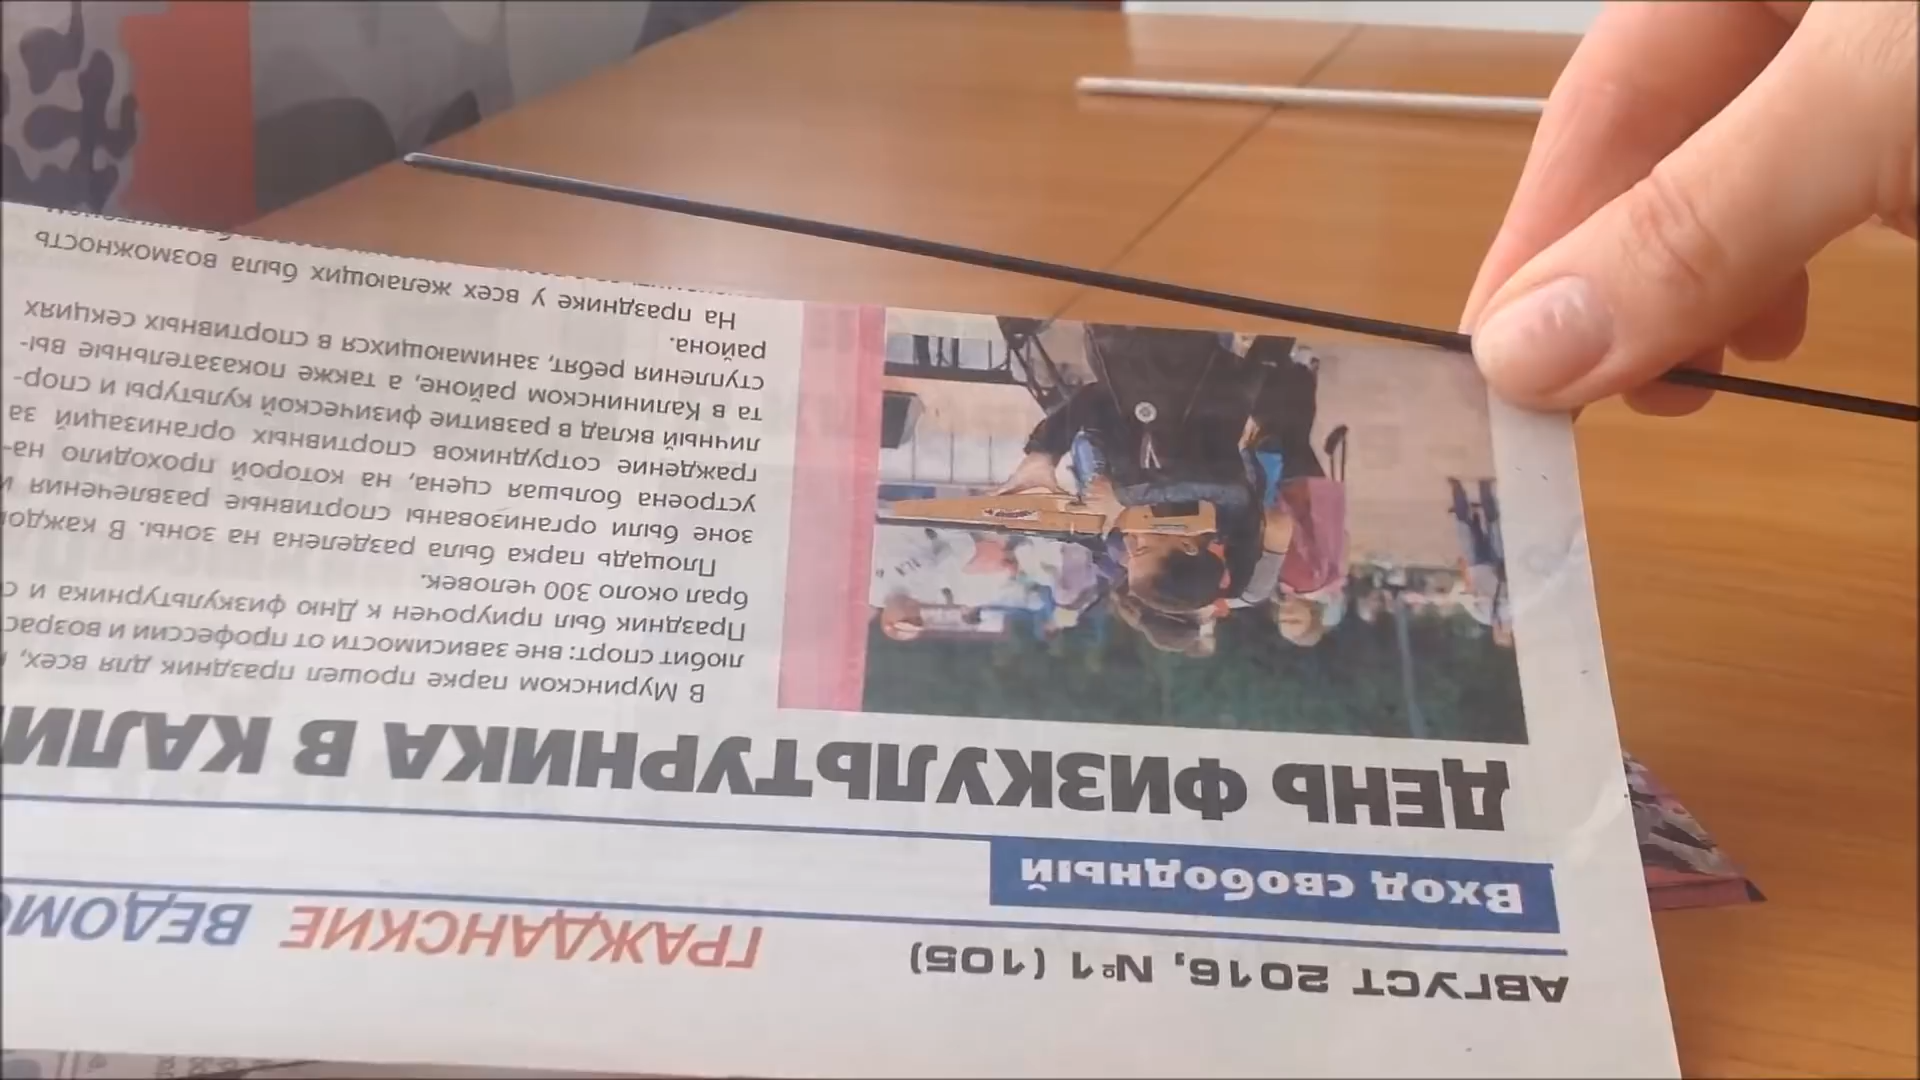 АВГУСТ 2016, №1 (105)
ГРАЖДАНСКИЕ
Вход свободный
ДЕНЬ ФИЗКУЛЬТУРНИКА В КАЛИ
В Муринском парке прошел праздник для всех,
любит спорт: вне зависимости от профессии и возрас
Праздник был приурочен к Дню физкультурника и с
брал около 300 человек.
Площадь парка была разделена на зоны. В каждо
зоне были организованы спортивные развлечения и
устроена большая сцена, на которой проходило на-
граждение сотрудников спортивных организаций за
личный вклад в развитие физической культуры и спор-
та в Калининском районе, а также показательные вы-
ступления ребят, занимающихся в спортивных секциях
района.
На празднике у всех желающих была возможность